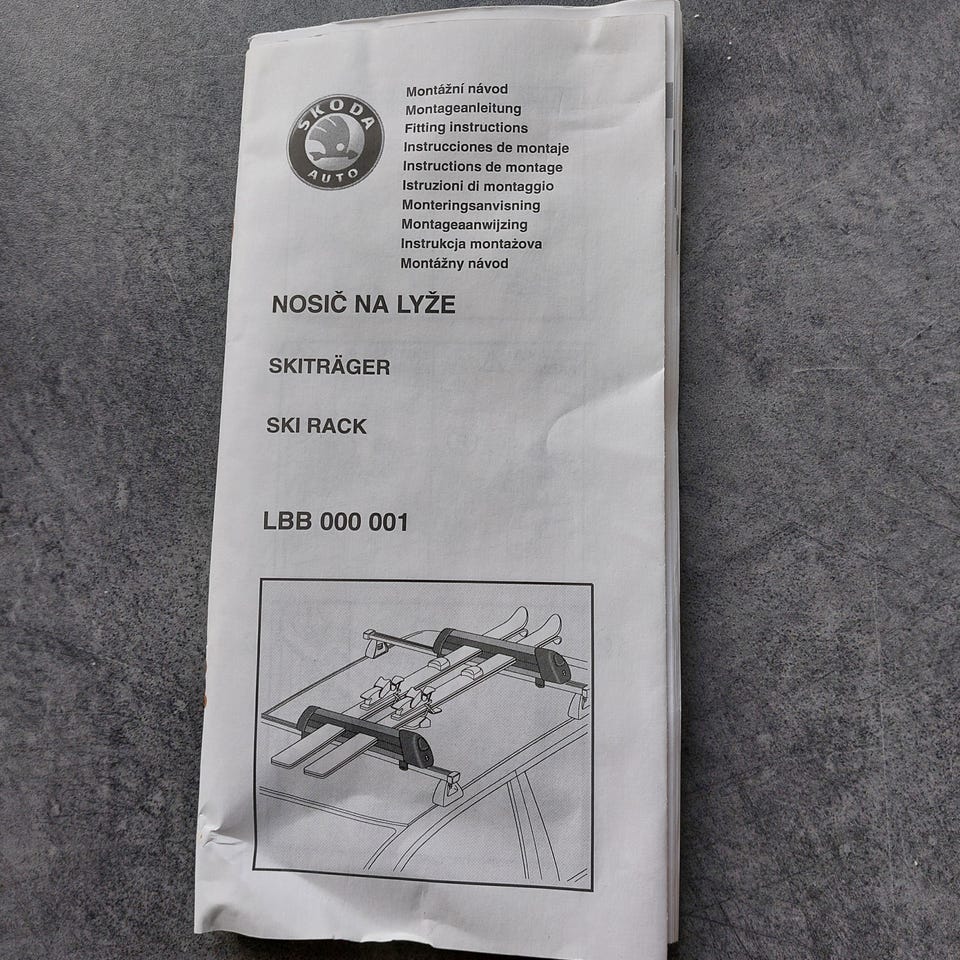 ŠKODA
AUTO
Montážní návod
Montageanleitung
Fitting instructions
Instrucciones de montaje
Instructions de montage
Istruzioni di montaggio
Monteringsanvisning
Montageaanwijzing
Instrukcja montażowa
Montážny návod
NOSIČ NA LYŽE
SKITRÄGER
SKI RACK
LBB 000 001